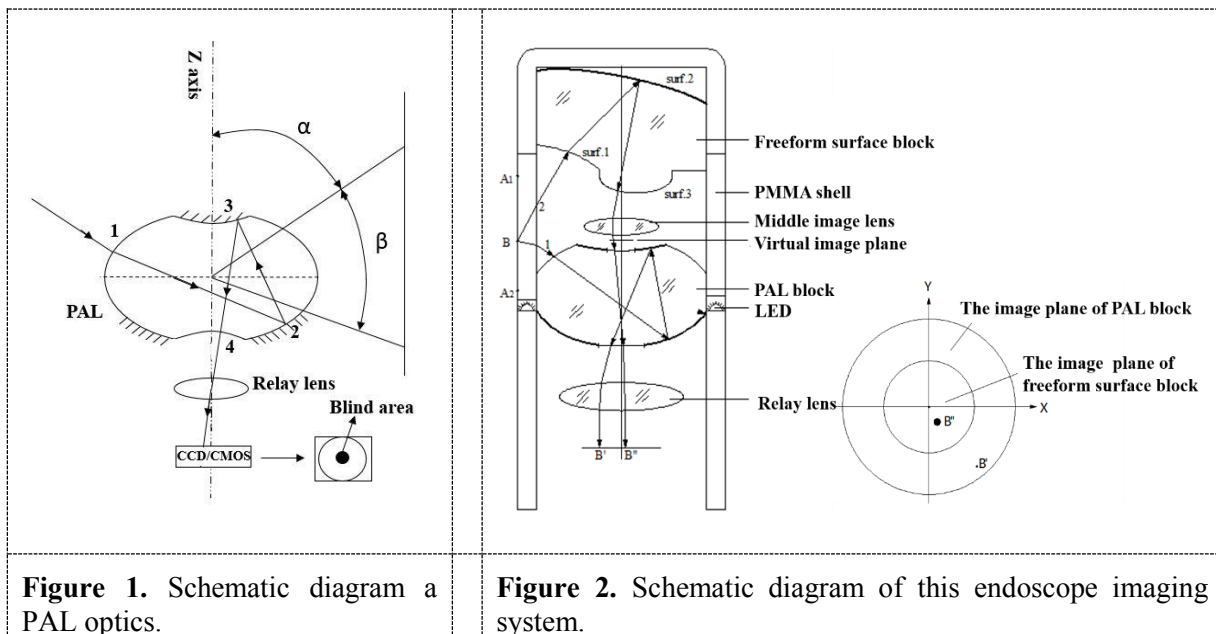 Z axis
α
β
1
3
2
4
PAL
Relay lens
Blind area
CCD/CMOS
surf.2
surf.1
surf.3
A1
2
B
1
A2
Freeform surface block
PMMA shell
Middle image lens
Virtual image plane
PAL block
LED
Relay lens
B' B"
Y
The image plane of PAL block
The image plane of
freeform surface block
X
B"
B'
Figure 1. Schematic diagram a
PAL optics.
Figure 2. Schematic diagram of this endoscope imaging
system.